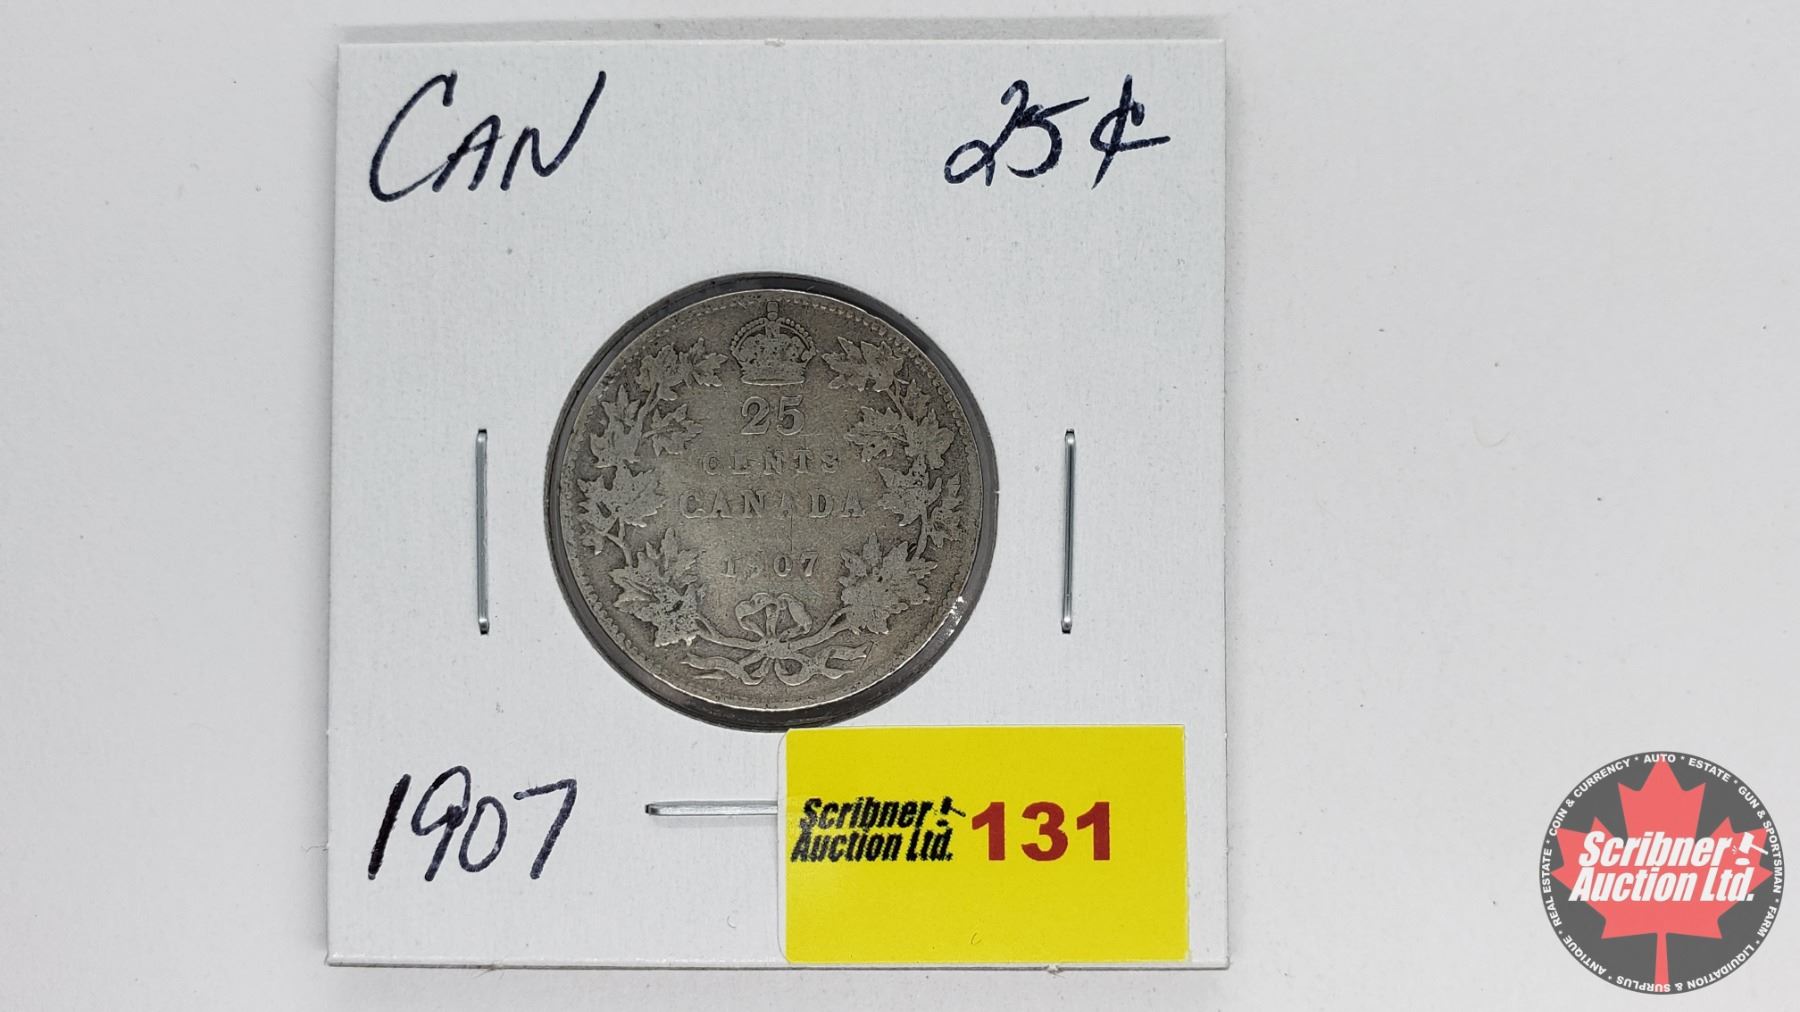 CAN 25¢
25
CENTS
CANADA
1907
1907
Scribner
Auction Ltd.
131
COIN & CURRENCY * AUTO * ESTATE * GUN & SPORTSMAN * FARM * LIQUIDATION & SURPLUS * ANTIQUE * REAL ESTATE *
Scribner
Auction Ltd.